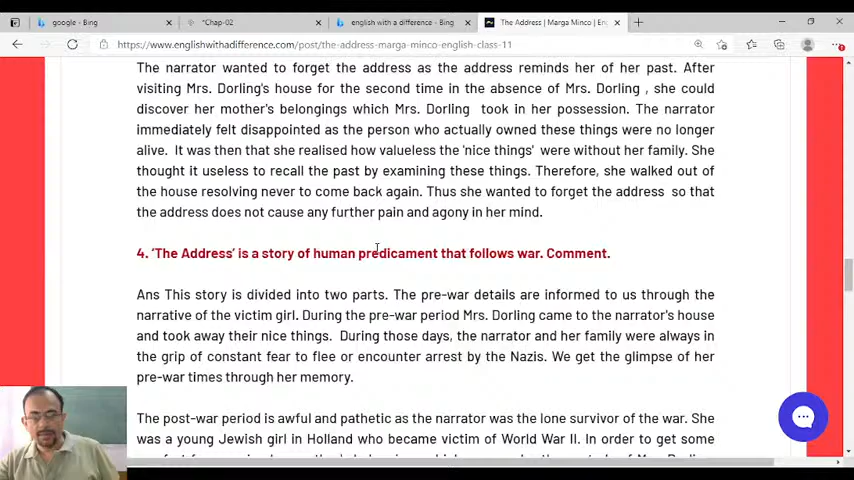 google - Bing
*Chap-02
english with a difference - Bing
The Address | Marga Minco | En
https://www.englishwithadifference.com/post/the-address-marga-minco-english-class-11
The narrator wanted to forget the address as the address reminds her of her past. After
visiting Mrs. Dorling's house for the second time in the absence of Mrs. Dorling , she could
discover her mother's belongings which Mrs. Dorling took in her possession. The narrator
immediately felt disappointed as the person who actually owned these things were no longer
alive. It was then that she realised how valueless the 'nice things' were without her family. She
thought it useless to recall the past by examining these things. Therefore, she walked out of
the house resolving never to come back again. Thus she wanted to forget the address so that
the address does not cause any further pain and agony in her mind.
4. 'The Address' is a story of human predicament that follows war. Comment.
Ans This story is divided into two parts. The pre-war details are informed to us through the
narrative of the victim girl. During the pre-war period Mrs. Dorling came to the narrator's house
and took away their nice things. During those days, the narrator and her family were always in
the grip of constant fear to flee or encounter arrest by the Nazis. We get the glimpse of her
pre-war times through her memory.
The post-war period is awful and pathetic as the narrator was the lone survivor of the war. She
was a young Jewish girl in Holland who became victim of World War II. In order to get some